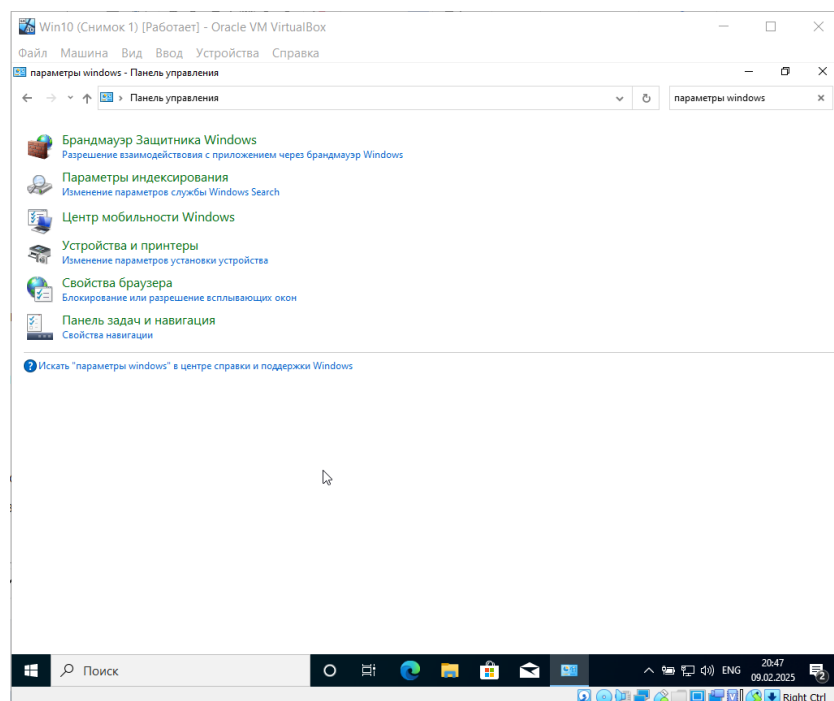 Win10 (Снимок 1) [Работает] - Oracle VM VirtualBox
Файл Машина Вид Ввод Устройства Справка
параметры windows - Панель управления
Панель управления
параметры windows
Брандмауэр Защитника Windows
Разрешение взаимодействовия с приложением через брандмауэр Windows
Параметры индексирования
Изменение параметров службы Windows Search
Центр мобильности Windows
Устройства и принтеры
Изменение параметров установки устройства
Свойства браузера
Блокирование или разрешение всплывающих окон
Панель задач и навигация
Свойства навигации
Искать "параметры windows" в центре справки и поддержки Windows
Поиск
ENG
20:47
09.02.2025
2
Right Ctrl